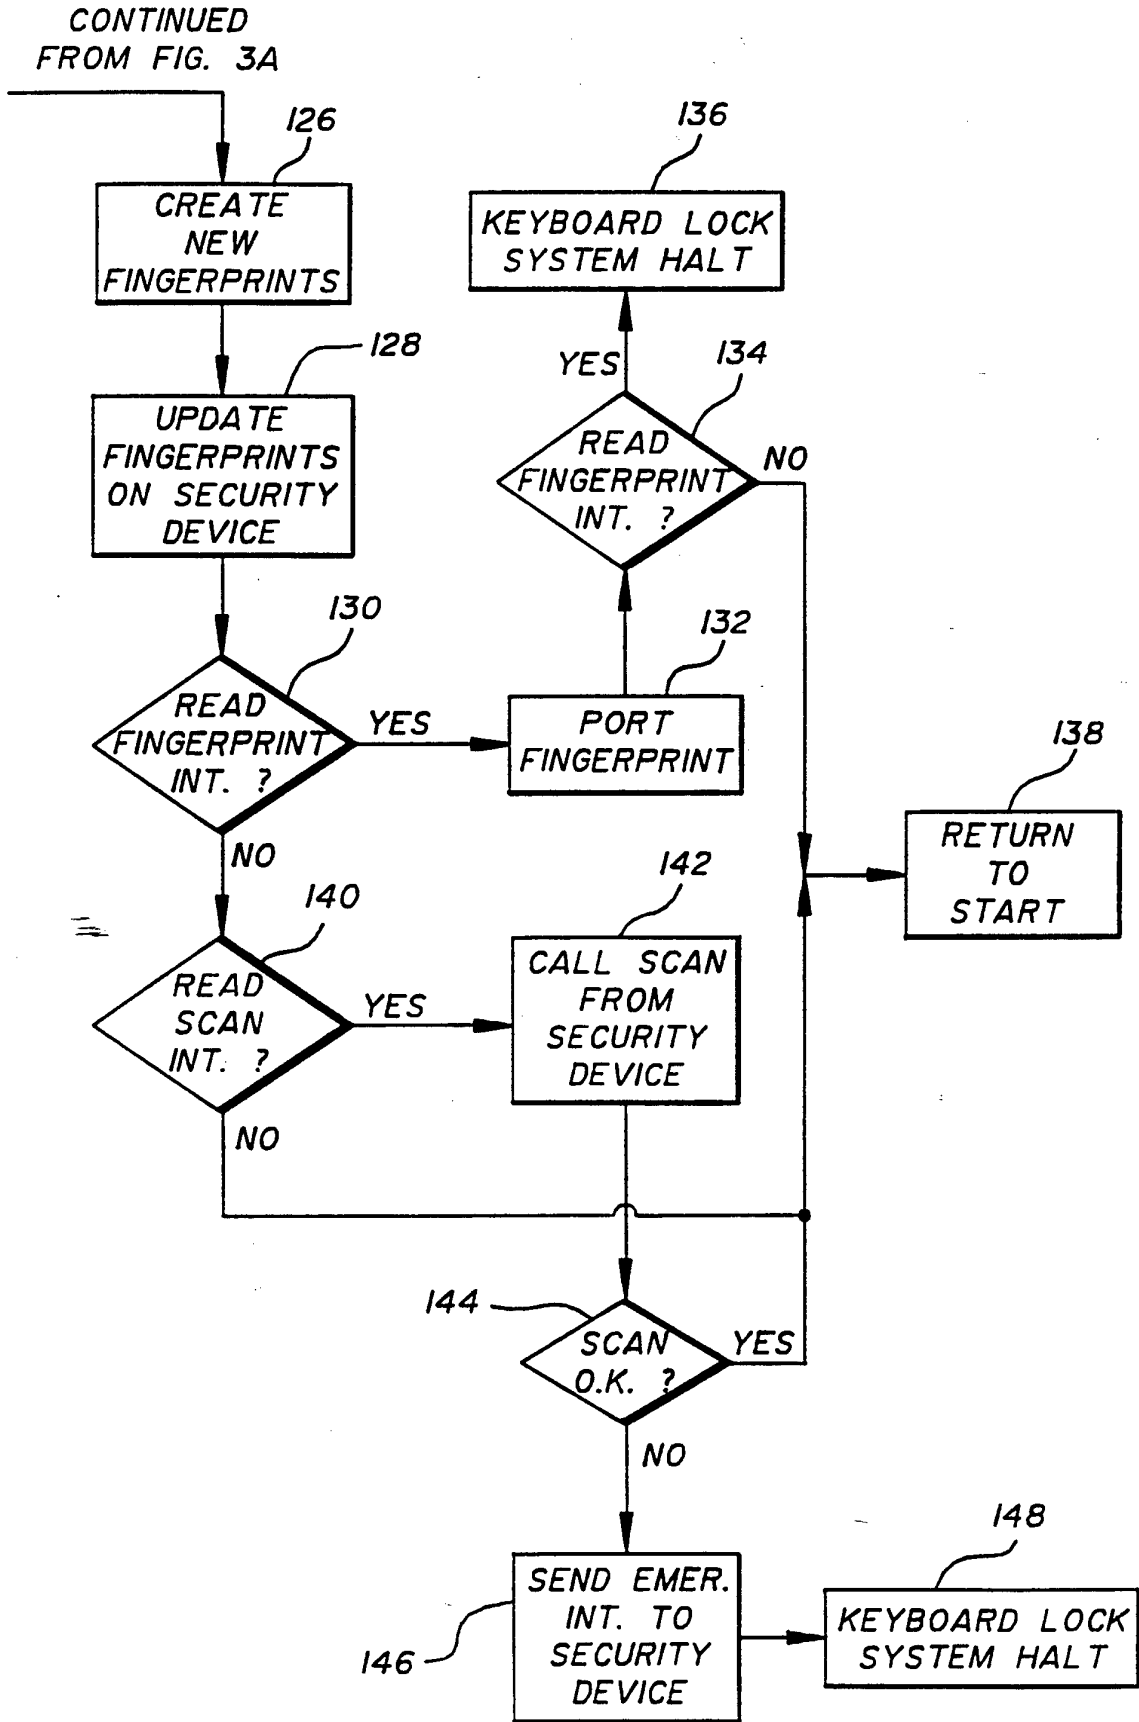 CONTINUED
FROM FIG. 3A
126
CREATE
NEW
FINGERPRINTS
128
UPDATE
FINGERPRINTS
ON SECURITY
DEVICE
130
READ
FINGERPRINT
INT. ?
YES
NO
132
PORT
FINGERPRINT
134
READ
FINGERPRINT
INT. ?
YES
NO
136
KEYBOARD LOCK
SYSTEM HALT
138
RETURN
TO
START
140
READ
SCAN
INT. ?
YES
NO
142
CALL SCAN
FROM
SECURITY
DEVICE
144
SCAN
O.K. ?
YES
NO
146
SEND EMER.
INT. TO
SECURITY
DEVICE
148
KEYBOARD LOCK
SYSTEM HALT